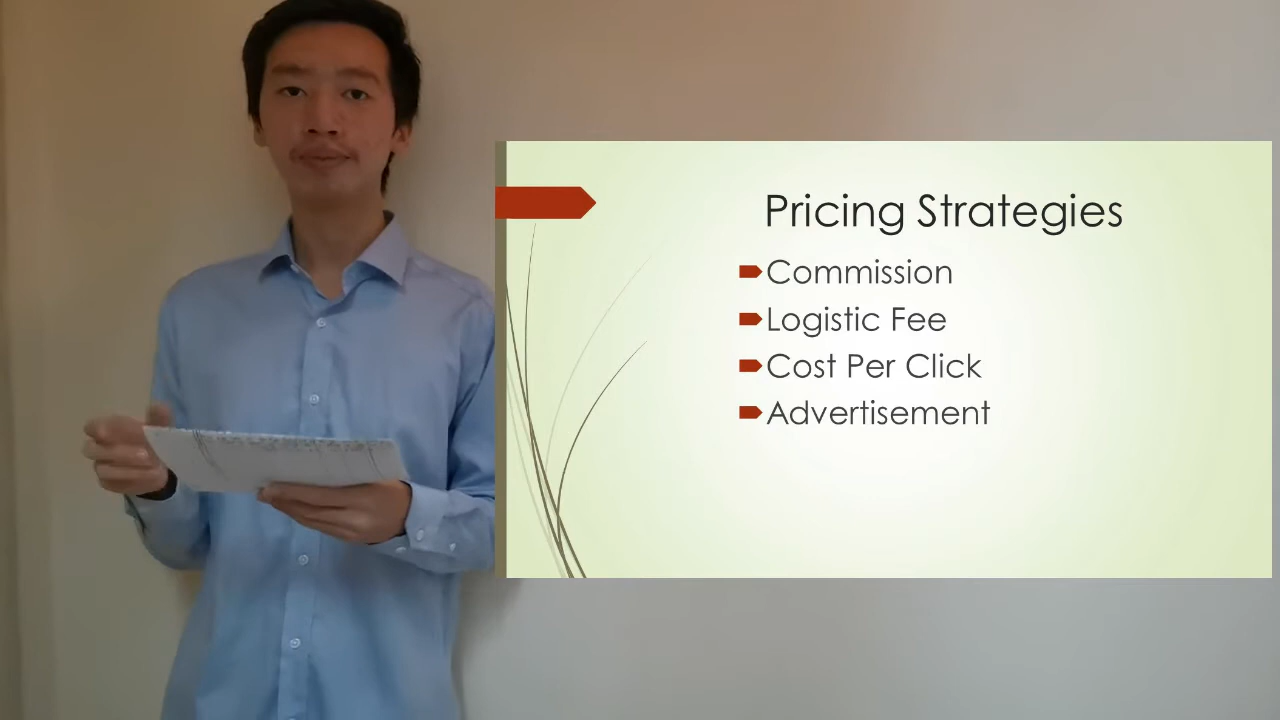 Pricing Strategies
Commission
Logistic Fee
Cost Per Click
Advertisement